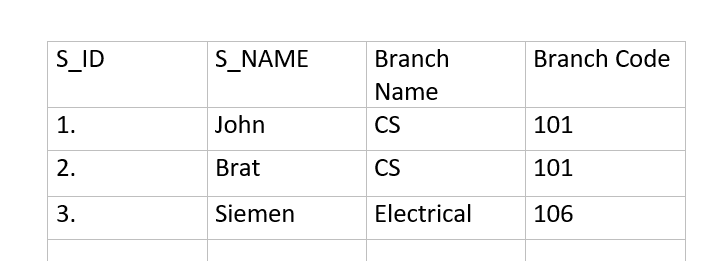 S_ID S_NAME Branch Name Branch Code
1. John CS 101
2. Brat CS 101
3. Siemen Electrical 106